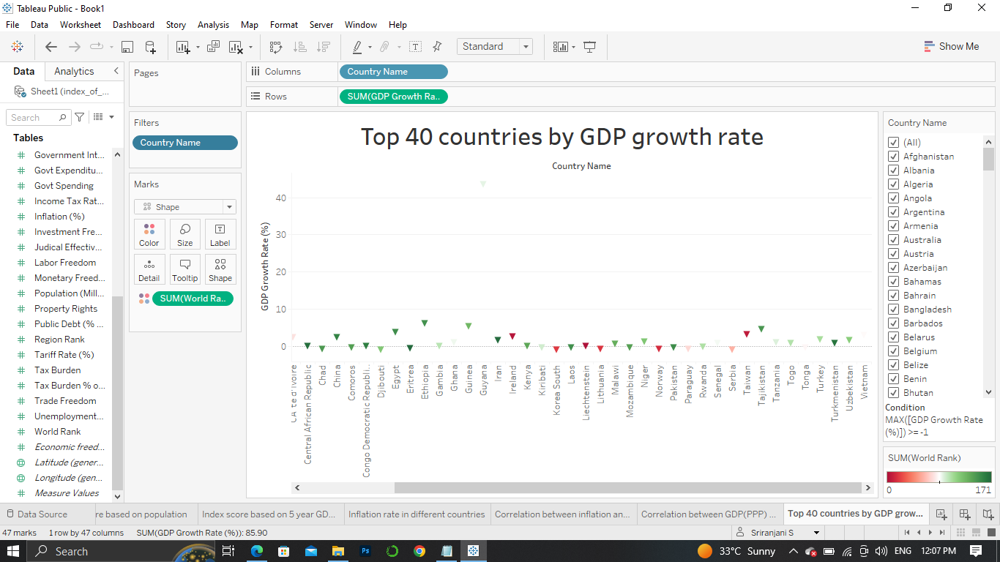 Tableau Public - Book1
File Data Worksheet Dashboard Story Analysis Map Format Server Window Help
Standard
Show Me
Data Analytics
Sheet1 (index_of_...
Search
Tables
Government Int...
Govt Expenditu...
Govt Spending
Income Tax Rat...
Inflation (%)
Investment Fre...
Judical Effectiv...
Labor Freedom
Monetary Freed...
Population (Mill...
Property Rights
Public Debt (% ...
Region Rank
Tariff Rate (%)
Tax Burden
Tax Burden % o...
Trade Freedom
Unemployment...
World Rank
Economic freed...
Latitude (gener...
Longitude (gen...
Measure Values
Pages
Filters
Country Name
Marks
Shape
Color Size Label
Detail Tooltip Shape
SUM(World Ra..
Columns Country Name
Rows SUM(GDP Growth Ra..
Top 40 countries by GDP growth rate
Country Name
GDP Growth Rate (%)
40
30
20
10
0
Central African Republic
Chad
China
Comoros
Congo Democratic Republi..
Djibouti
Egypt
Eritrea
Ethiopia
Gambia
Ghana
Guinea
Guyana
Iran
Ireland
Kenya
Kiribati
Korea South
Laos
Liechtenstein
Lithuania
Malawi
Mozambique
Niger
Norway
Pakistan
Paraguay
Rwanda
Senegal
Serbia
Taiwan
Tajikistan
Tanzania
Togo
Tonga
Turkey
Turkmenistan
Uzbekistan
Vietnam
Country Name
(All)
Afghanistan
Albania
Algeria
Angola
Argentina
Armenia
Australia
Austria
Azerbaijan
Bahamas
Bahrain
Bangladesh
Barbados
Belarus
Belgium
Belize
Benin
Bhutan
Condition
MAX([GDP Growth Rate
(%)]) >= -1
SUM(World Rank)
0 171
Data Source
re based on population
Index score based on 5 year GD...
Inflation rate in different countries
Correlation between inflation an...
Correlation between GDP(PPP) ...
Top 40 countries by GDP grow...
47 marks 1 row by 47 columns SUM(GDP Growth Rate (%)): 85.90
Sriranjani S
Search
Ps
33°C Sunny
ENG
12:07 PM